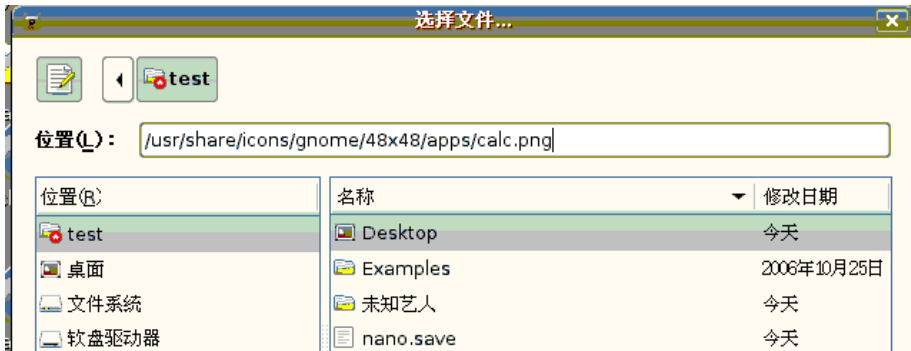 选择文件...
test
位置(L): /usr/share/icons/gnome/48x48/apps/calc.png
位置(R) 名称 修改日期
test Desktop 今天
桌面 Examples 2006年10月25日
文件系统 未知艺人 今天
软盘驱动器 nano.save 今天